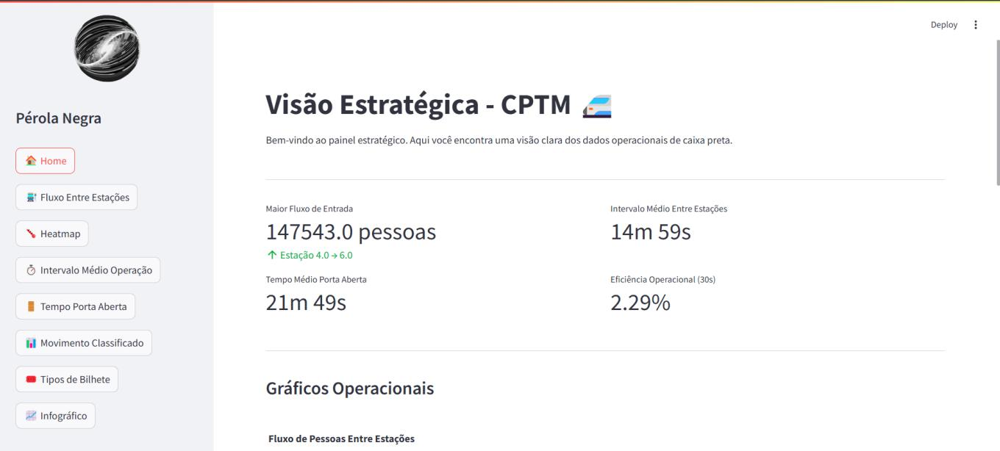 Deploy
Pérola Negra
Home
Fluxo Entre Estações
Heatmap
Intervalo Médio Operação
Tempo Porta Aberta
Movimento Classificado
Tipos de Bilhete
Infográfico
Visão Estratégica - CPTM
Bem-vindo ao painel estratégico. Aqui você encontra uma visão clara dos dados operacionais de caixa preta.
Maior Fluxo de Entrada
147543.0 pessoas
↑ Estação 4.0 → 6.0
Intervalo Médio Entre Estações
14m 59s
Tempo Médio Porta Aberta
21m 49s
Eficiência Operacional (30s)
2.29%
Gráficos Operacionais
Fluxo de Pessoas Entre Estações